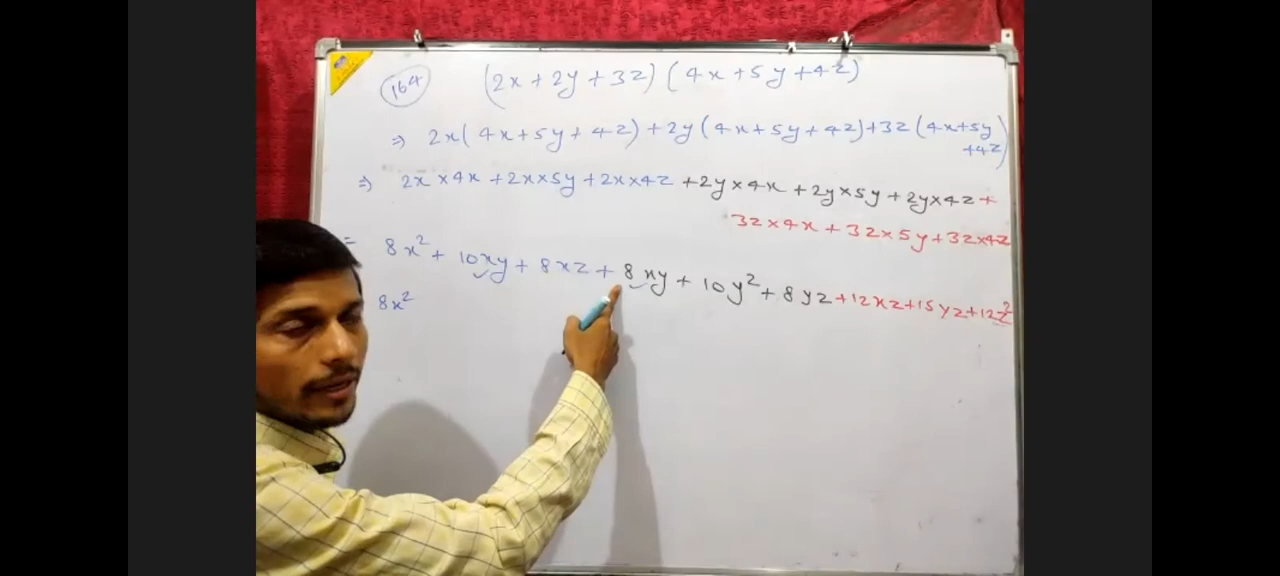 164 (2x+2y+3z) (4x+5y+4z)
⇒ 2x(4x+5y+4z)+2y(4x+5y+4z)+3z(4x+5y
+4z)
⇒ 2x×4x+2x×5y+2x×4z+2y×4x+2y×5y+2y×4z+
3z×4x+3z×5y+3z×4z
= 8x²+10xy+8xz+8xy+10y²+8yz+12xz+15yz+12z²
8x²